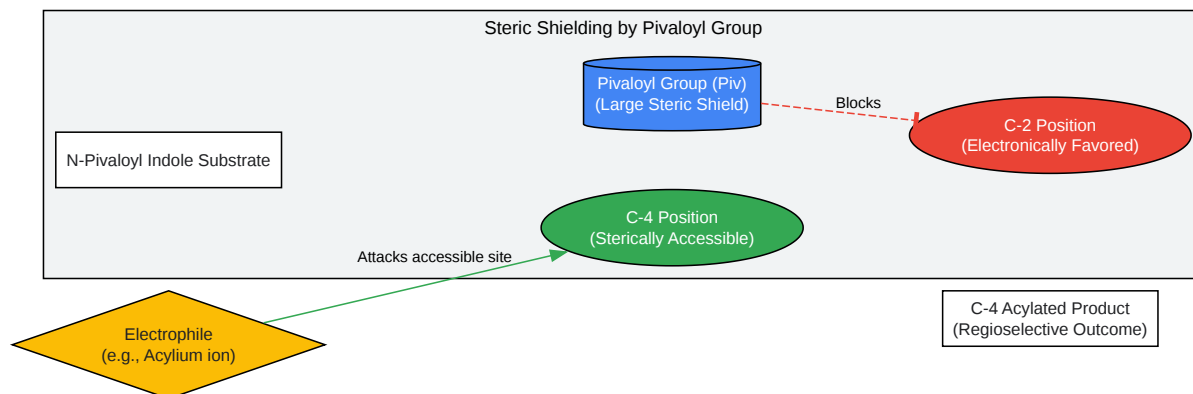 Steric Shielding by Pivaloyl Group
Pivaloyl Group (Piv)
(Large Steric Shield)
Blocks
C-2 Position
(Electronically Favored)
N-Pivaloyl Indole Substrate
C-4 Position
(Sterically Accessible)
Attacks accessible site
Electrophile
(e.g., Acylium ion)
C-4 Acylated Product
(Regioselective Outcome)